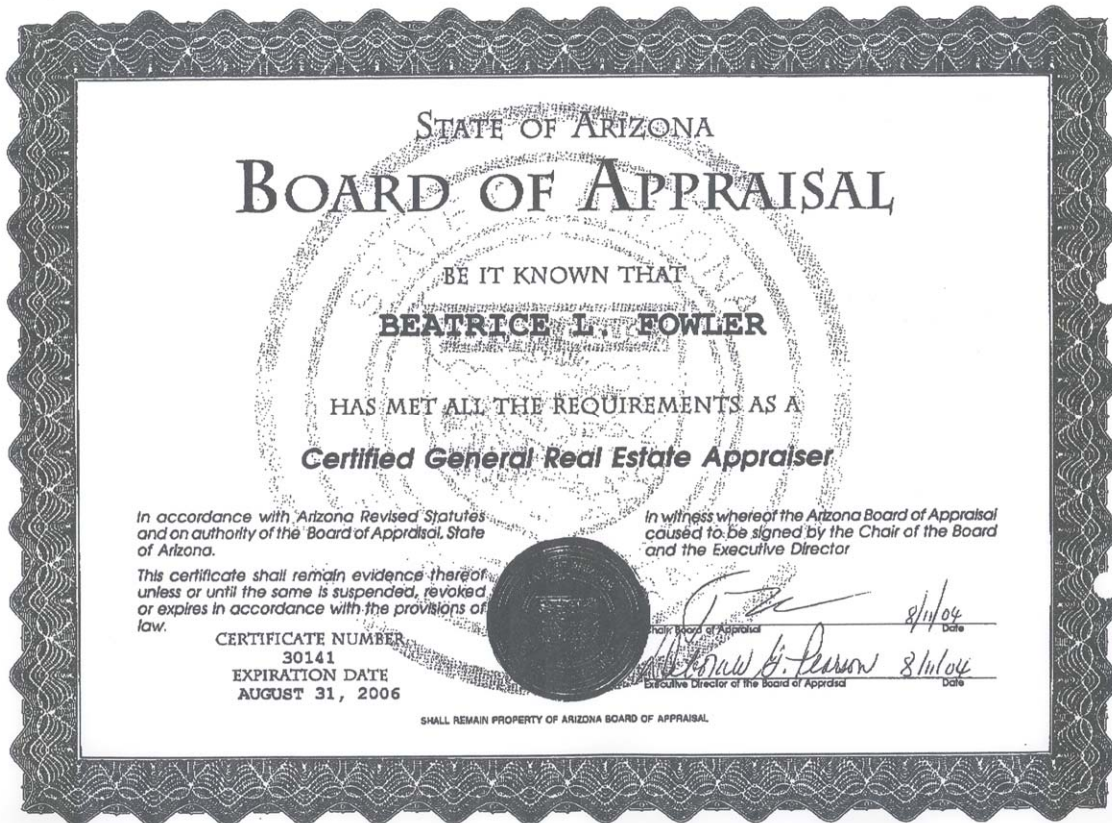 STATE OF ARIZONA
BOARD OF APPRAISAL
BE IT KNOWN THAT
BEATRICE L. FOWLER
HAS MET ALL THE REQUIREMENTS AS A
Certified General Real Estate Appraiser
In accordance with Arizona Revised Statutes
and on authority of the Board of Appraisal, State
of Arizona.
This certificate shall remain evidence thereof
unless or until the same is suspended, revoked
or expires in accordance with the provisions of
law.
CERTIFICATE NUMBER
30141
EXPIRATION DATE
AUGUST 31, 2006
In witness whereof the Arizona Board of Appraisal
caused to be signed by the Chair of the Board
and the Executive Director
8/11/04
Chair, Board of Appraisal Date
Pearson 8/11/04
Executive Director of the Board of Appraisal Date
SHALL REMAIN PROPERTY OF ARIZONA BOARD OF APPRAISAL
STATE ARIZONA